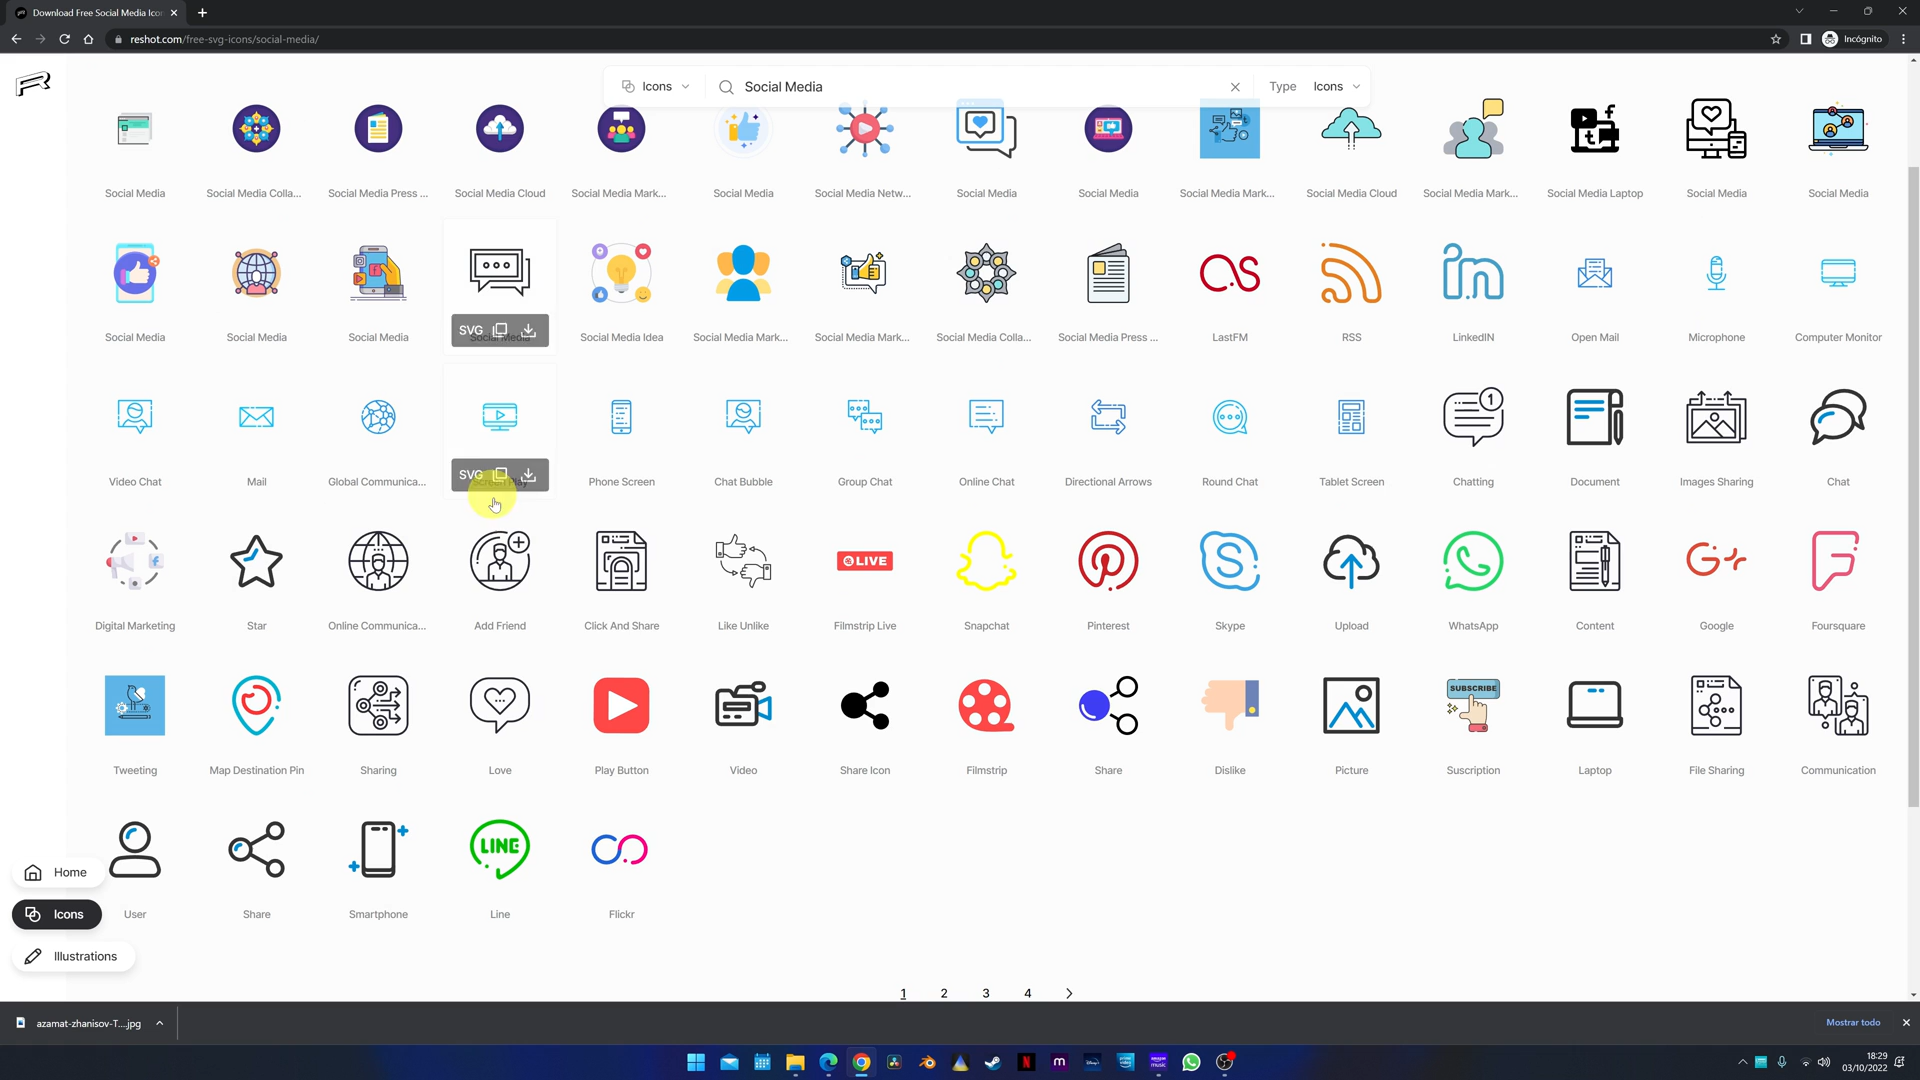 Download Free Social Media Icon
reshot.com/free-svg-icons/social-media/
Incógnito
Icons
Social Media
Type
Icons
Social Media
Social Media Colla...
Social Media Press ...
Social Media Cloud
Social Media Mark...
Social Media
Social Media Netw...
Social Media
Social Media
Social Media Mark...
Social Media Cloud
Social Media Mark...
Social Media Laptop
Social Media
Social Media
Social Media
Social Media
Social Media
SVG
Social Media
Social Media Idea
Social Media Mark...
Social Media Mark...
Social Media Colla...
Social Media Press ...
LastFM
RSS
LinkedIN
Open Mail
Microphone
Computer Monitor
Video Chat
Mail
Global Communica...
SVG
Screen Play
Phone Screen
Chat Bubble
Group Chat
Online Chat
Directional Arrows
Round Chat
Tablet Screen
1
Chatting
Document
Images Sharing
Chat
Digital Marketing
Star
Online Communica...
Add Friend
Click And Share
Like Unlike
LIVE
Filmstrip Live
Snapchat
Pinterest
Skype
Upload
WhatsApp
Content
Google
Foursquare
Tweeting
Map Destination Pin
Sharing
Love
Play Button
Video
Share Icon
Filmstrip
Share
Dislike
Picture
SUBSCRIBE
Suscription
Laptop
File Sharing
Communication
User
Share
Smartphone
LINE
Line
Flickr
Home
Icons
Illustrations
1 2 3 4
azamat-zhanisov-T....jpg
Mostrar todo
18:29
03/10/2022